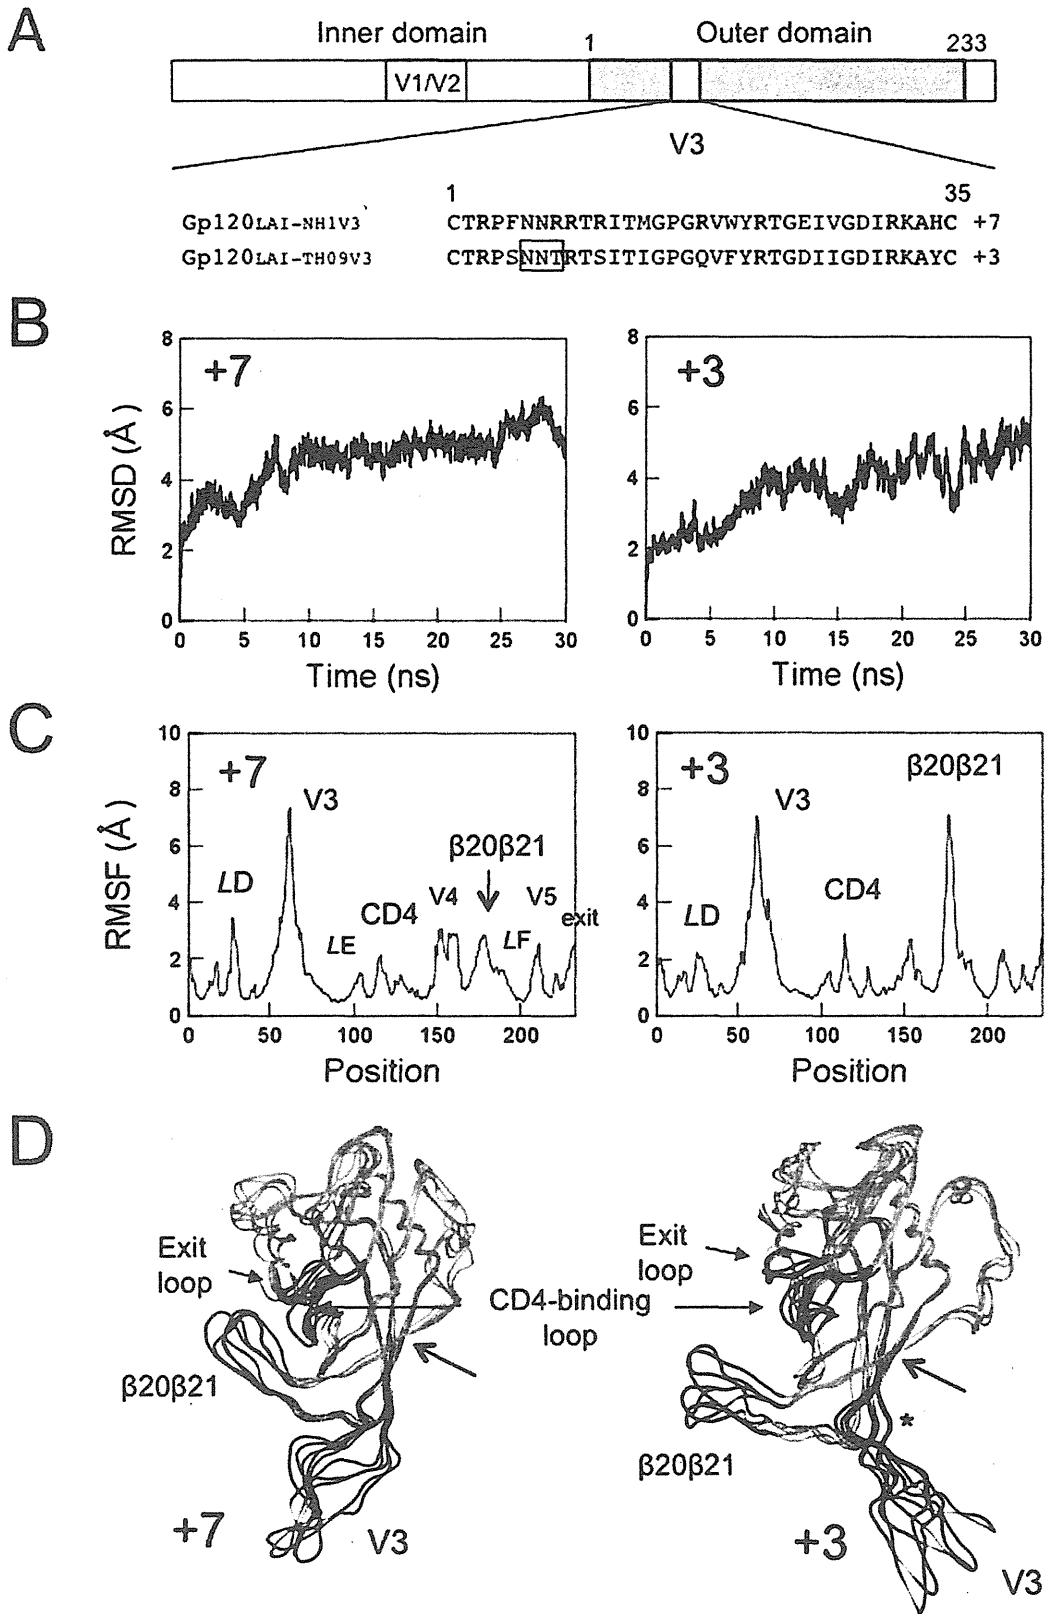 A
Inner domain
1
Outer domain
233
V1/V2
V3
1
35
Gp120LAI-NH1V3
CTRPFNNRRTRITMGPGRVWYRTGEIVGDIRKAHC +7
Gp120LAI-TH09V3
CTRPSNNTRTSITIGPGQVFYRTGDIIGDIRKAYC +3
B
RMSD (Å)
8
6
4
2
0
+7
0 5 10 15 20 25 30
Time (ns)
8
6
4
2
0
+3
0 5 10 15 20 25 30
Time (ns)
C
RMSF (Å)
10
8
6
4
2
0
+7
V3
LD
LE
CD4
V4
β20β21
LF
V5
exit
0 50 100 150 200
Position
10
8
6
4
2
0
+3
V3
β20β21
LD
CD4
0 50 100 150 200
Position
D
Exit
loop
β20β21
+7
V3
CD4-binding
loop
Exit
loop
*
β20β21
+3
V3